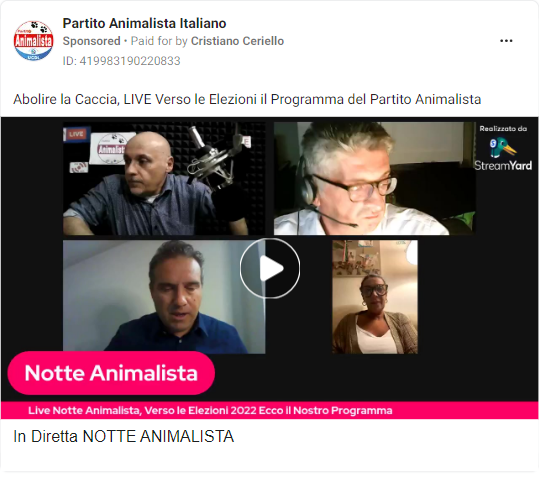 Partito Animalista Italiano
Sponsored • Paid for by Cristiano Ceriello
ID: 419983190220833
Abolire la Caccia, LIVE Verso le Elezioni il Programma del Partito Animalista
Partito
Animalista
UCDL
LIVE
Animalist
E
Realizzato da
StreamYard
Notte Animalista
Live Notte Animalista, Verso le Elezioni 2022 Ecco il Nostro Programma
In Diretta NOTTE ANIMALISTA